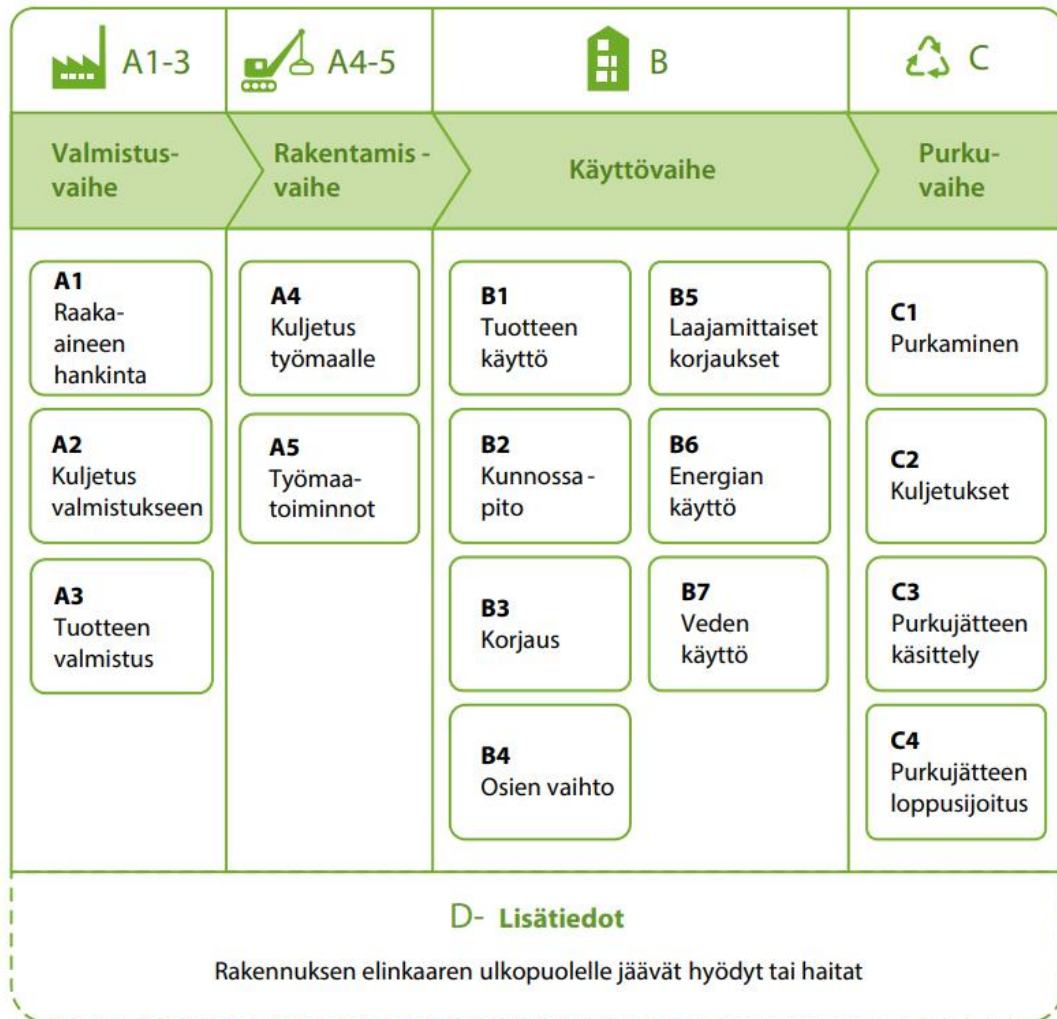 A1-3
A4-5
B
C
Valmistus-
vaihe
Rakentamis -
vaihe
Käyttövaihe
Purku-
vaihe
A1
Raaka-
aineen
hankinta
A2
Kuljetus
valmistukseen
A3
Tuotteen
valmistus
A4
Kuljetus
työmaalle
A5
Työmaa-
toiminnot
B1
Tuotteen
käyttö
B2
Kunnossa -
pito
B3
Korjaus
B4
Osien vaihto
B5
Laajamittaiset
korjaukset
B6
Energian
käyttö
B7
Veden
käyttö
C1
Purkaminen
C2
Kuljetukset
C3
Purkujätteen
käsittely
C4
Purkujätteen
loppusijoitus
D- Lisätiedot
Rakennuksen elinkaaren ulkopuolelle jäävät hyödyt tai haitat